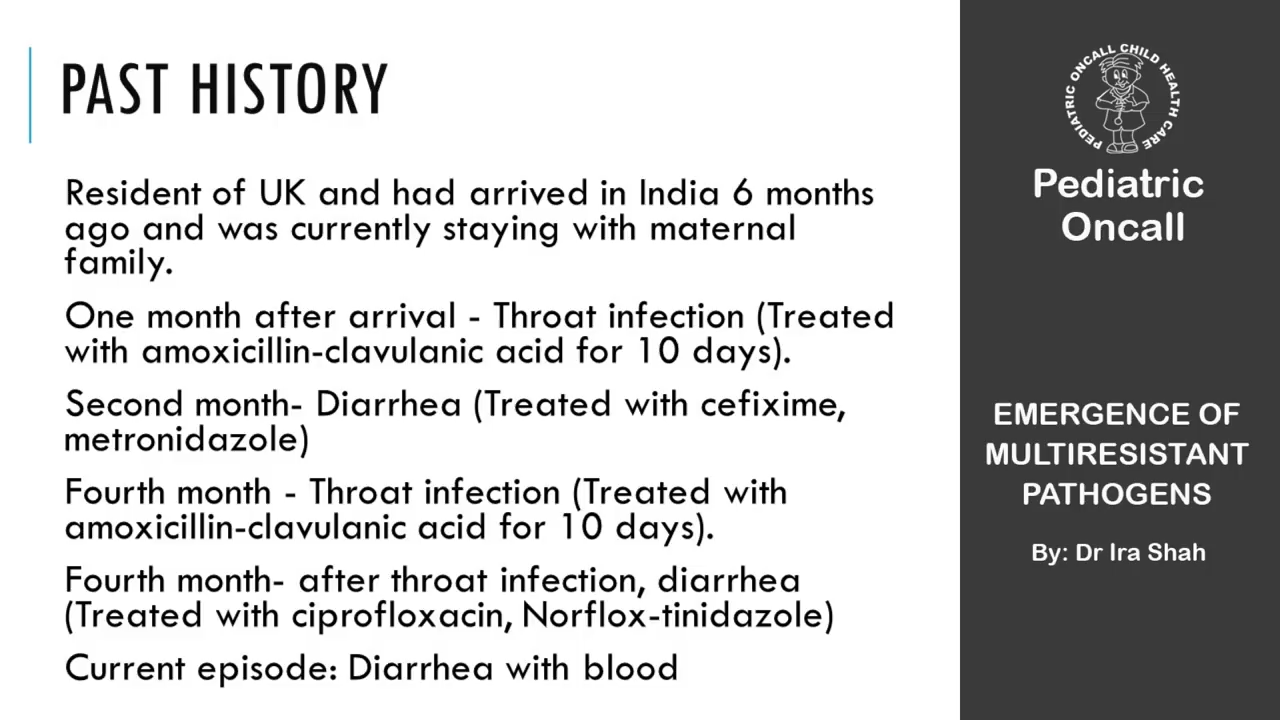 PAST HISTORY
Resident of UK and had arrived in India 6 months
ago and was currently staying with maternal
family.
One month after arrival - Throat infection (Treated
with amoxicillin-clavulanic acid for 10 days).
Second month- Diarrhea (Treated with cefixime,
metronidazole)
Fourth month - Throat infection (Treated with
amoxicillin-clavulanic acid for 10 days).
Fourth month- after throat infection, diarrhea
(Treated with ciprofloxacin, Norflox-tinidazole)
Current episode: Diarrhea with blood
PEDIATRIC ONCALL CHILD HEALTH CARE
Pediatric
Oncall
EMERGENCE OF
MULTIRESISTANT
PATHOGENS
By: Dr Ira Shah